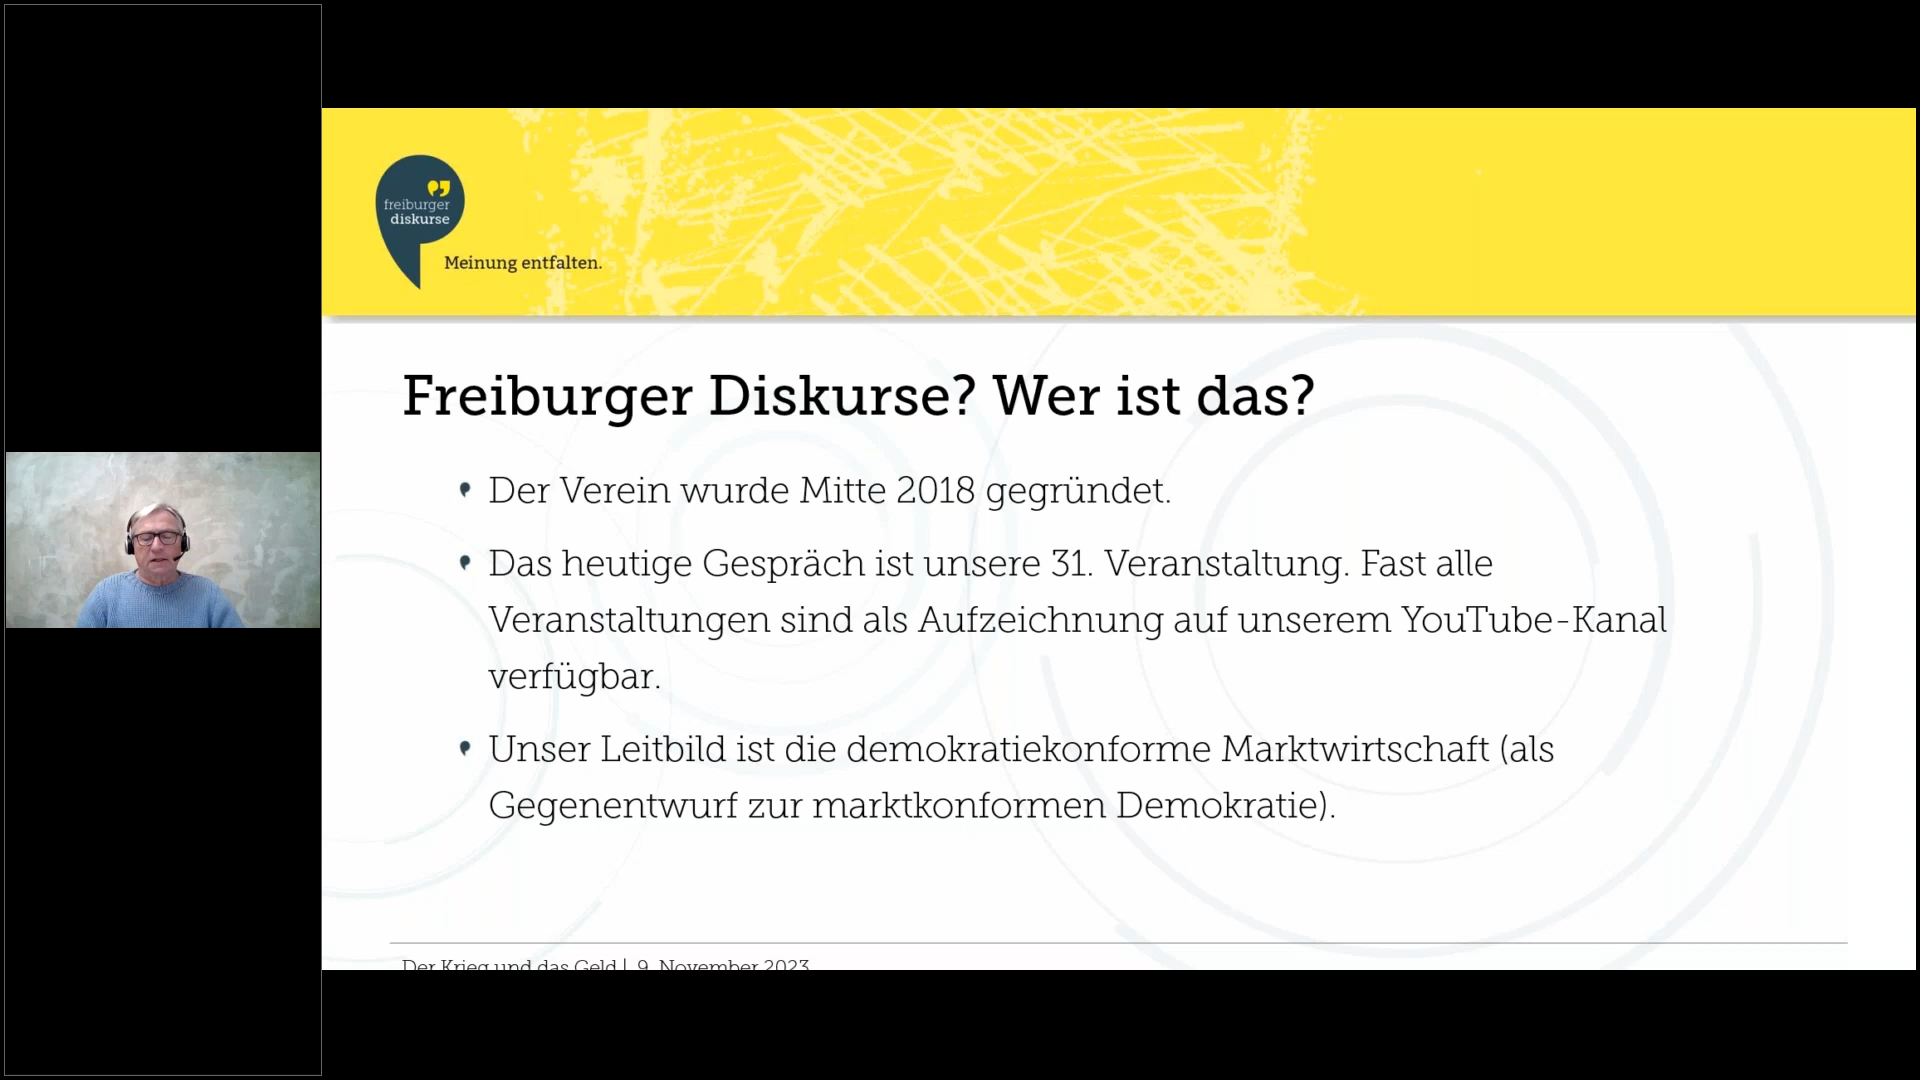 freiburger
diskurse
Meinung entfalten.
Freiburger Diskurse? Wer ist das?
Der Verein wurde Mitte 2018 gegründet.
Das heutige Gespräch ist unsere 31. Veranstaltung. Fast alle
Veranstaltungen sind als Aufzeichnung auf unserem YouTube-Kanal
verfügbar.
Unser Leitbild ist die demokratiekonforme Marktwirtschaft (als
Gegenentwurf zur marktkonformen Demokratie).
Der Krieg und das Geld | 9. November 2023